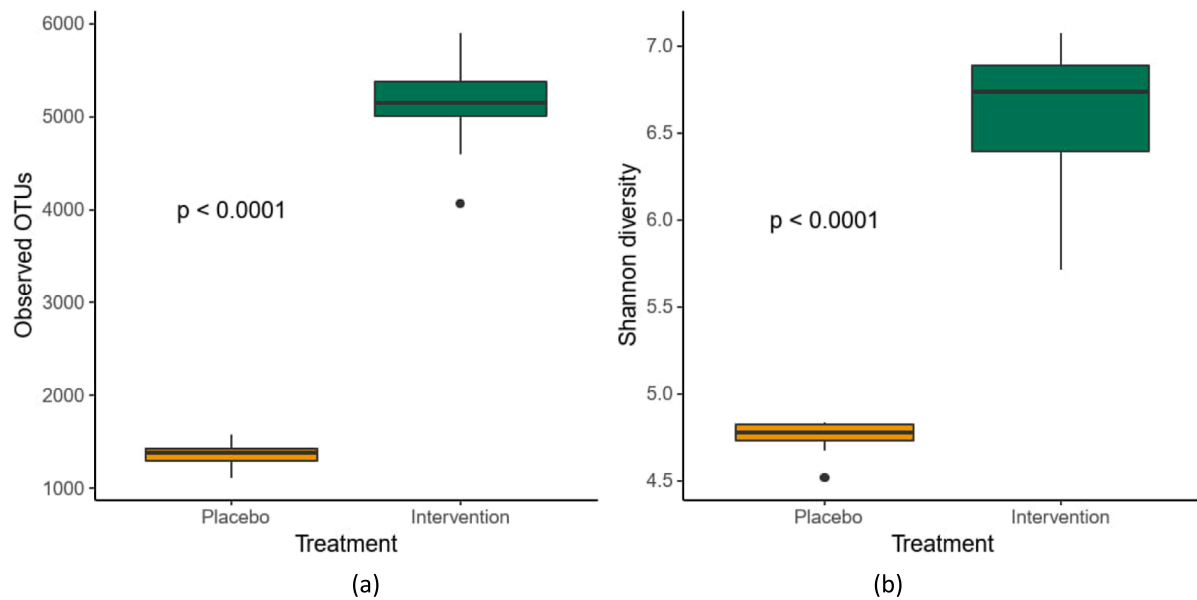 Observed OTUs
6000
5000
4000
3000
2000
1000
p < 0.0001
Placebo
Intervention
Treatment
(a)
Shannon diversity
7.0
6.5
6.0
5.5
5.0
4.5
p < 0.0001
Placebo
Intervention
Treatment
(b)